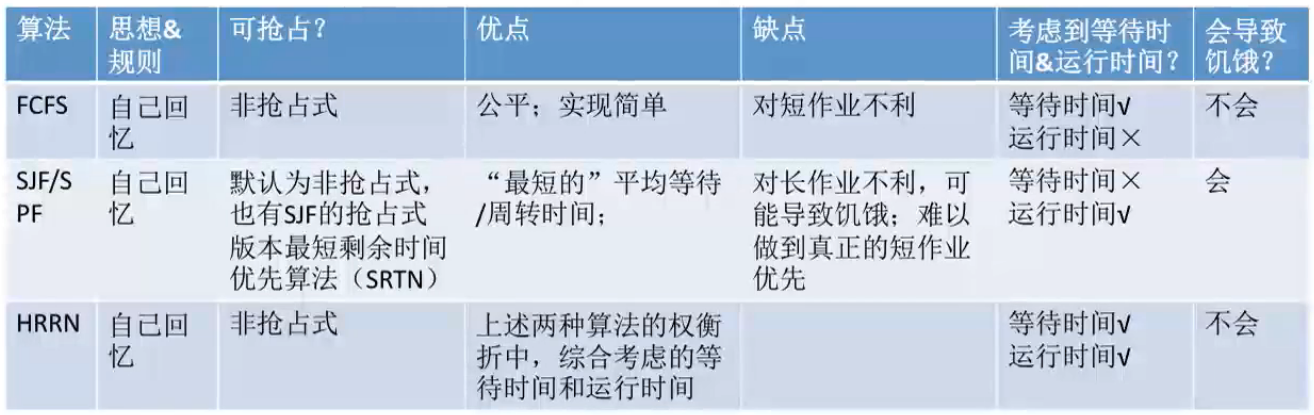 算法
思想&
规则
可抢占？
优点
缺点
考虑到等待时
间&运行时间？
会导致
饥饿？
FCFS
自己回
忆
非抢占式
公平；实现简单
对短作业不利
等待时间√
运行时间×
不会
SJF/S
PF
自己回
忆
默认为非抢占式，
也有SJF的抢占式
版本最短剩余时间
优先算法（SRTN）
“最短的”平均等待
/周转时间；
对长作业不利，可
能导致饥饿；难以
做到真正的短作业
优先
等待时间×
运行时间√
会
HRRN
自己回
忆
非抢占式
上述两种算法的权衡
折中，综合考虑的等
待时间和运行时间
等待时间√
运行时间√
不会